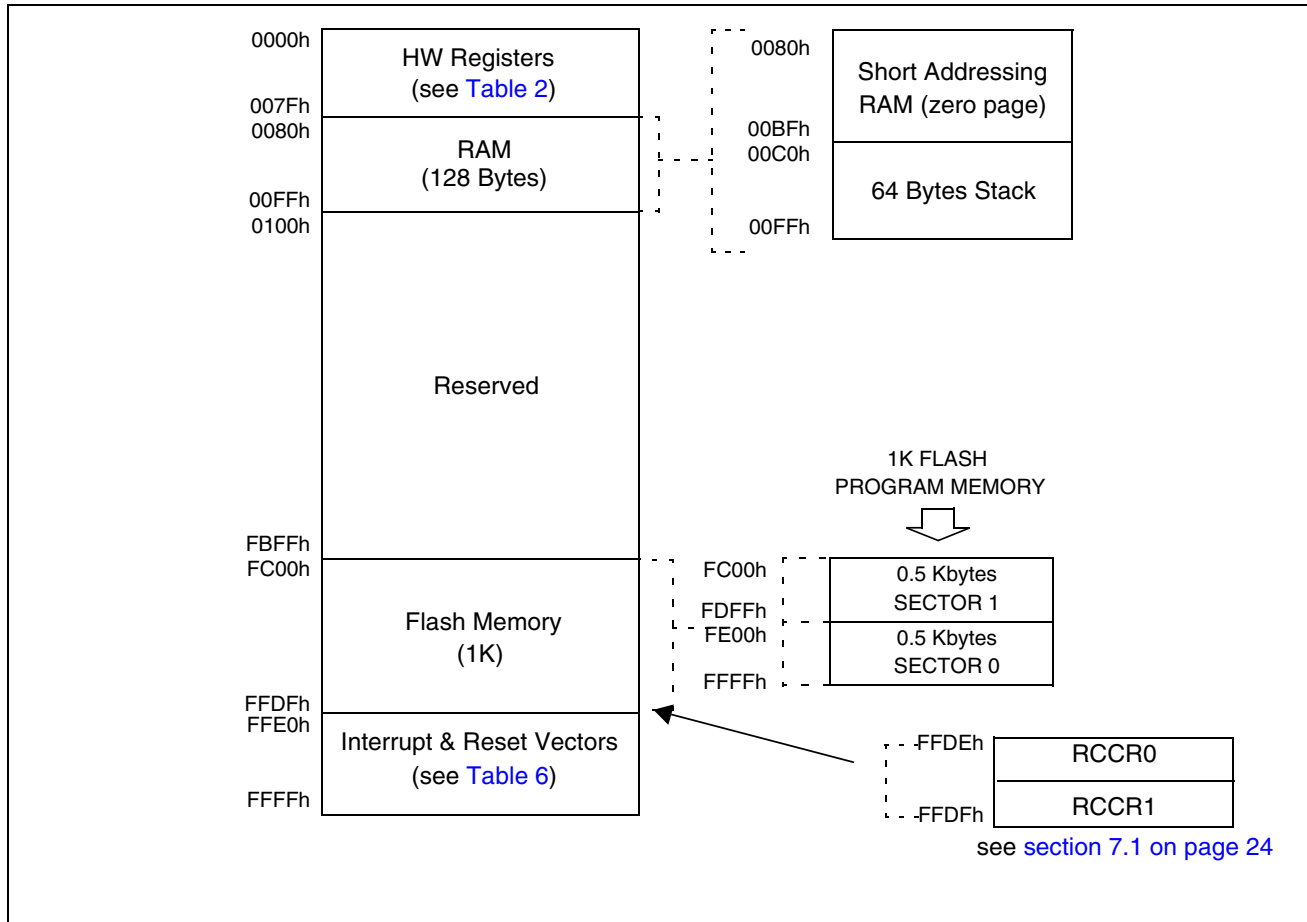 0000h
HW Registers
(see Table 2)
007Fh
0080h
RAM
(128 Bytes)
00FFh
0100h
Reserved
FBFFh
FC00h
Flash Memory
(1K)
FFDFh
FFE0h
Interrupt & Reset Vectors
(see Table 6)
FFFFh
0080h
Short Addressing
RAM (zero page)
00BFh
00C0h
64 Bytes Stack
00FFh
1K FLASH
PROGRAM MEMORY
FC00h
0.5 Kbytes
SECTOR 1
FDFFh
FE00h
0.5 Kbytes
SECTOR 0
FFFFh
FFDEh
RCCR0
RCCR1
FFDFh
see section 7.1 on page 24